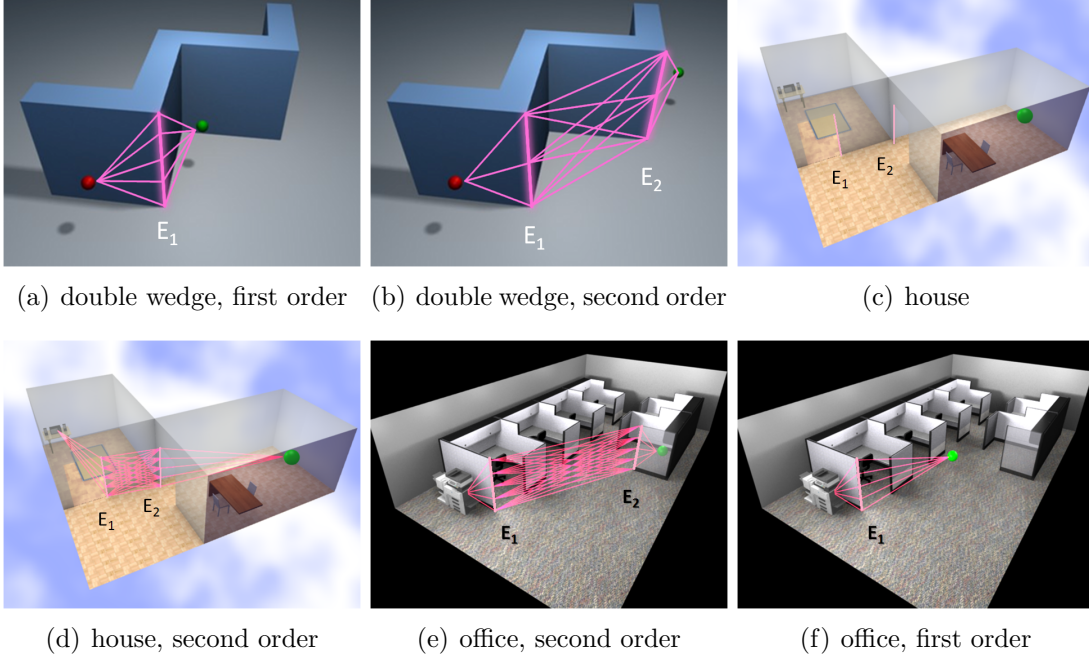 E1
E2
E1
E1
E2
(a) double wedge, first order
(b) double wedge, second order
(c) house
E1
E2
E1
E2
E1
(d) house, second order
(e) office, second order
(f) office, first order